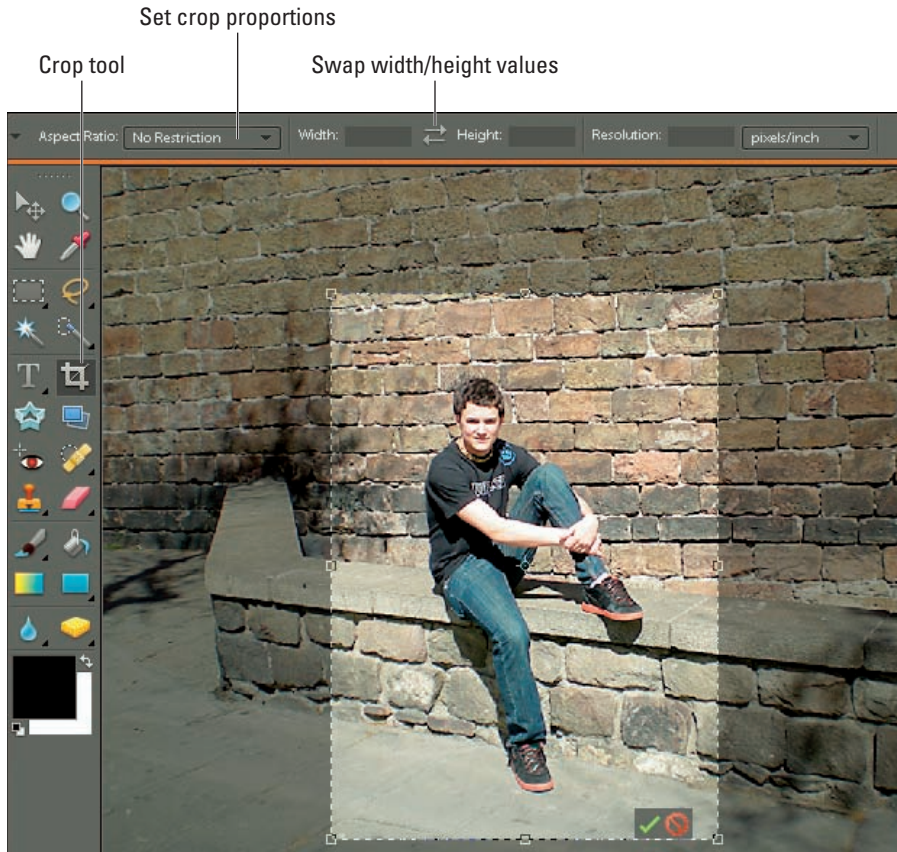 Set crop proportions
Crop tool
Swap width/height values
Aspect Ratio: No Restriction Width: Height: Resolution: pixels/inch
T